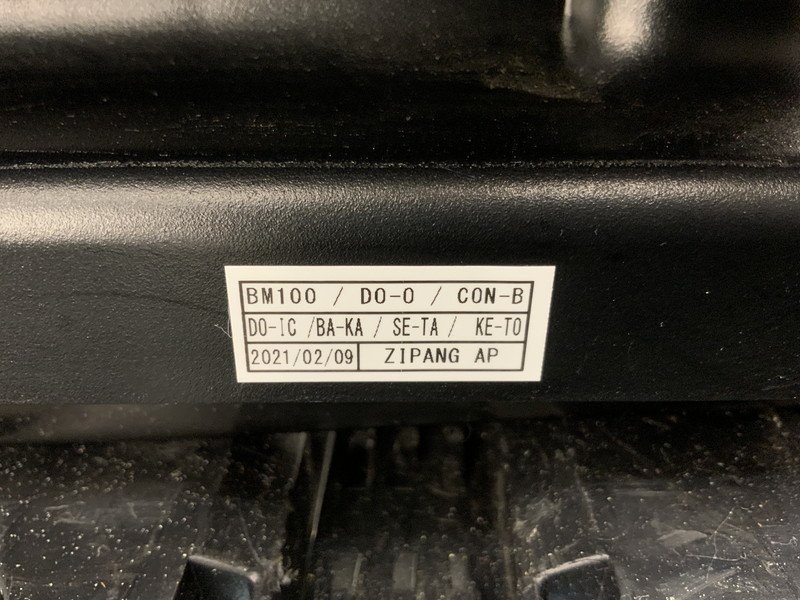 BM100 / DO-O / CON-B
DO-IC /BA-KA / SE-TA / KE-TO
2021/02/09 ZIPANG AP